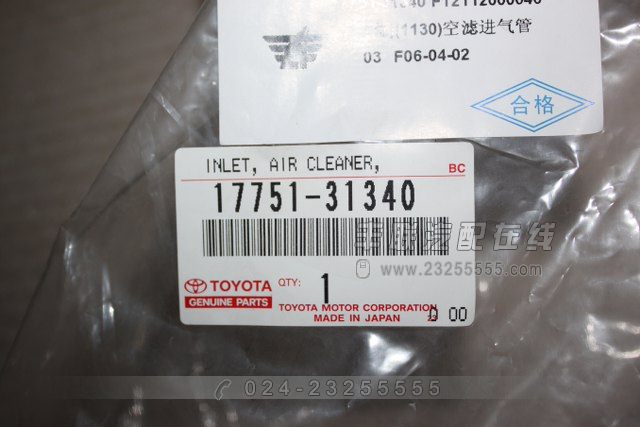 1340 F12112000040
(1130)空滤进气管
03 F06-04-02
合格
INLET, AIR CLEANER,
BC
17751-31340
TOYOTA
GENUINE PARTS
QTY: 1
TOYOTA MOTOR CORPORATION
MADE IN JAPAN
D 00
汽配在线
www.23255555.com
024-23255555